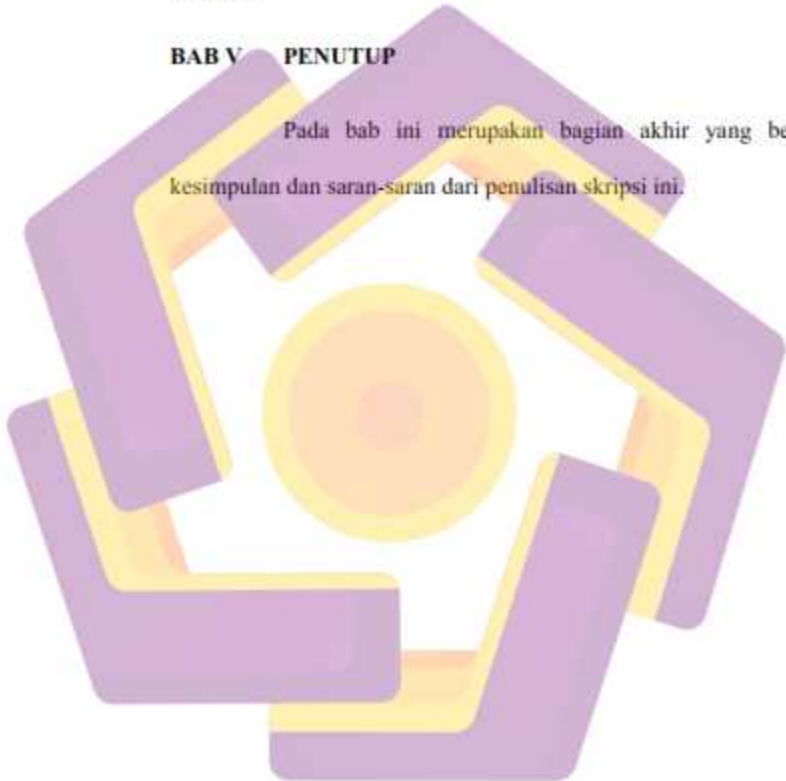 BAB V PENUTUP
Pada bab ini merupakan bagian akhir yang
kesimpulan dan saran-saran dari penulisan skripsi ini.